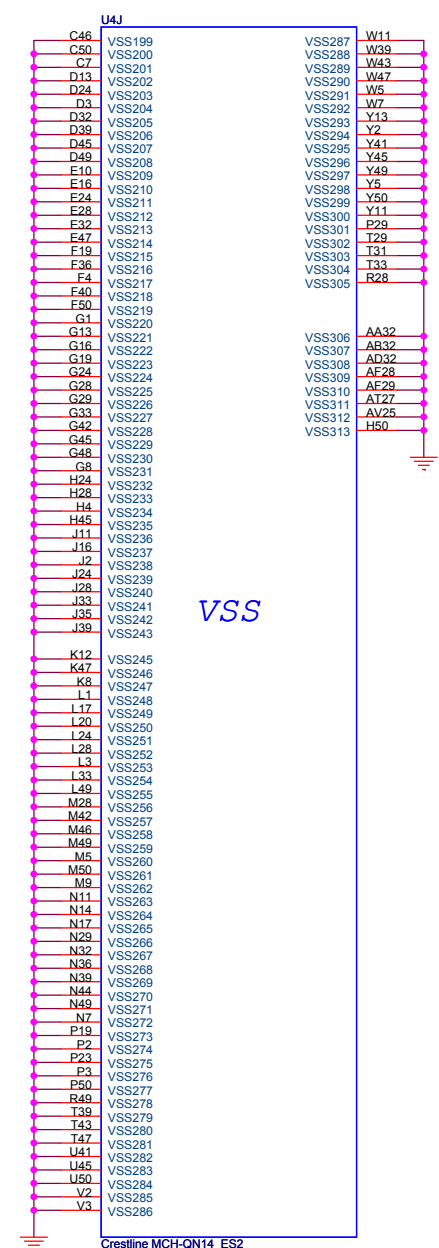 U4J
C46 VSS199 VSS287 W11
C50 VSS200 VSS288 W39
C7 VSS201 VSS289 W43
D13 VSS202 VSS290 W47
D24 VSS203 VSS291 W5
D3 VSS204 VSS292 W7
D32 VSS205 VSS293 Y13
D39 VSS206 VSS294 Y2
D45 VSS207 VSS295 Y41
D49 VSS208 VSS296 Y45
E10 VSS209 VSS297 Y49
E16 VSS210 VSS298 Y5
E24 VSS211 VSS299 Y50
E28 VSS212 VSS300 Y11
E32 VSS213 VSS301 P29
E47 VSS214 VSS302 T29
F19 VSS215 VSS303 T31
F36 VSS216 VSS304 T33
F4 VSS217 VSS305 R28
F40 VSS218
F50 VSS219
G1 VSS220
G13 VSS221 VSS306 AA32
G16 VSS222 VSS307 AB32
G19 VSS223 VSS308 AD32
G24 VSS224 VSS309 AF28
G28 VSS225 VSS310 AF29
G29 VSS226 VSS311 AT27
G33 VSS227 VSS312 AV25
G42 VSS228 VSS313 H50
G45 VSS229
G48 VSS230
G8 VSS231
H24 VSS232
H28 VSS233
H4 VSS234
H45 VSS235
J11 VSS236
J16 VSS237
J2 VSS238
J24 VSS239
J28 VSS240
J33 VSS241
J35 VSS242
J39 VSS243
VSS
K12 VSS245
K47 VSS246
K8 VSS247
L1 VSS248
L17 VSS249
L20 VSS250
L24 VSS251
L28 VSS252
L3 VSS253
L33 VSS254
L49 VSS255
M28 VSS256
M42 VSS257
M46 VSS258
M49 VSS259
M5 VSS260
M50 VSS261
M9 VSS262
N11 VSS263
N14 VSS264
N17 VSS265
N29 VSS266
N32 VSS267
N36 VSS268
N39 VSS269
N44 VSS270
N49 VSS271
N7 VSS272
P19 VSS273
P2 VSS274
P23 VSS275
P3 VSS276
P50 VSS277
R49 VSS278
T39 VSS279
T43 VSS280
T47 VSS281
U41 VSS282
U45 VSS283
U50 VSS284
V2 VSS285
V3 VSS286
Crestline MCH-QN14_ES2